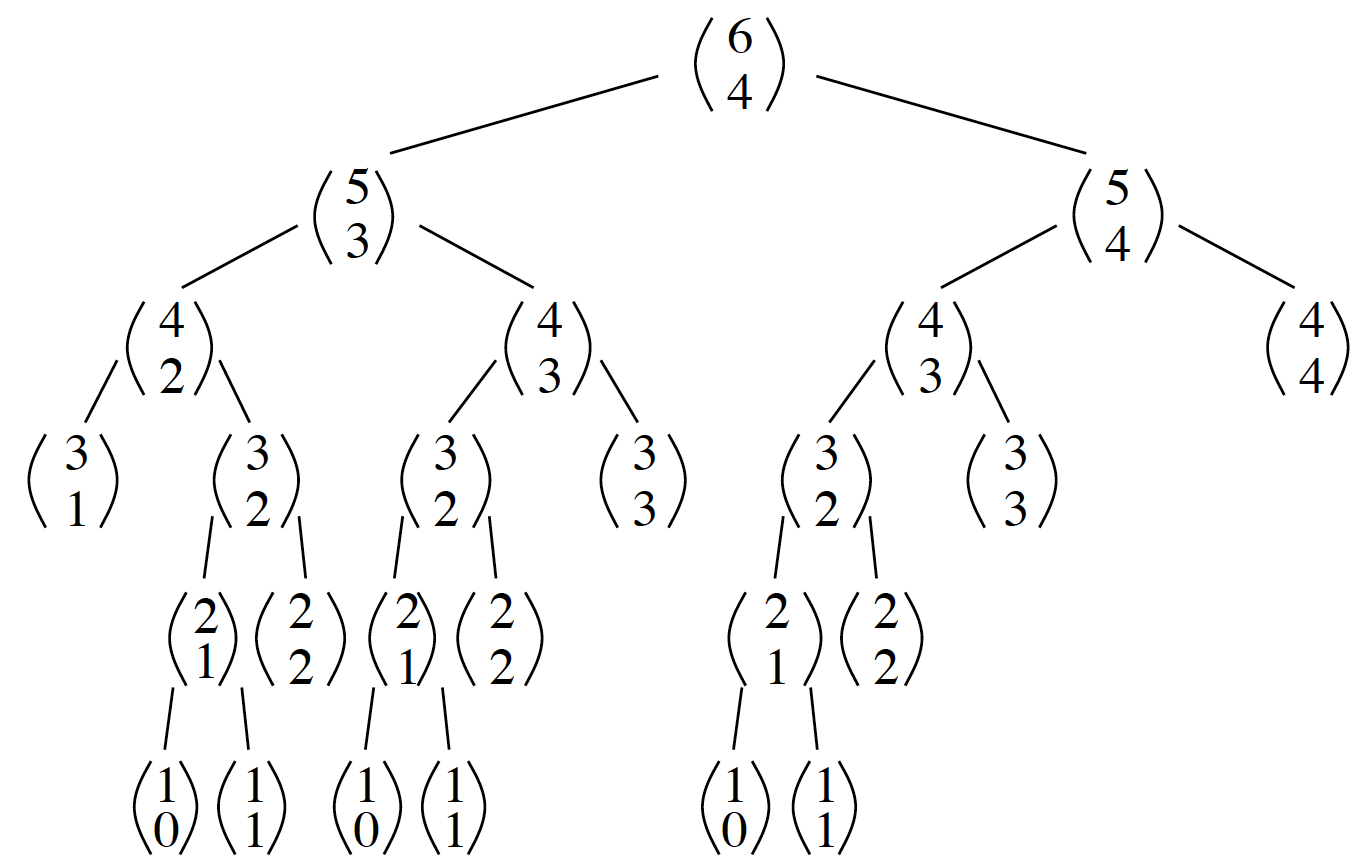 6
4
5 5
3 4
4 4 4 4
2 3 3 4
3 3 3 3 3 3
1 2 2 3 2 3
2 2 2 2 2 2
1 2 1 2 1 2
1 1 1 1 1 1
0 1 0 1 0 1